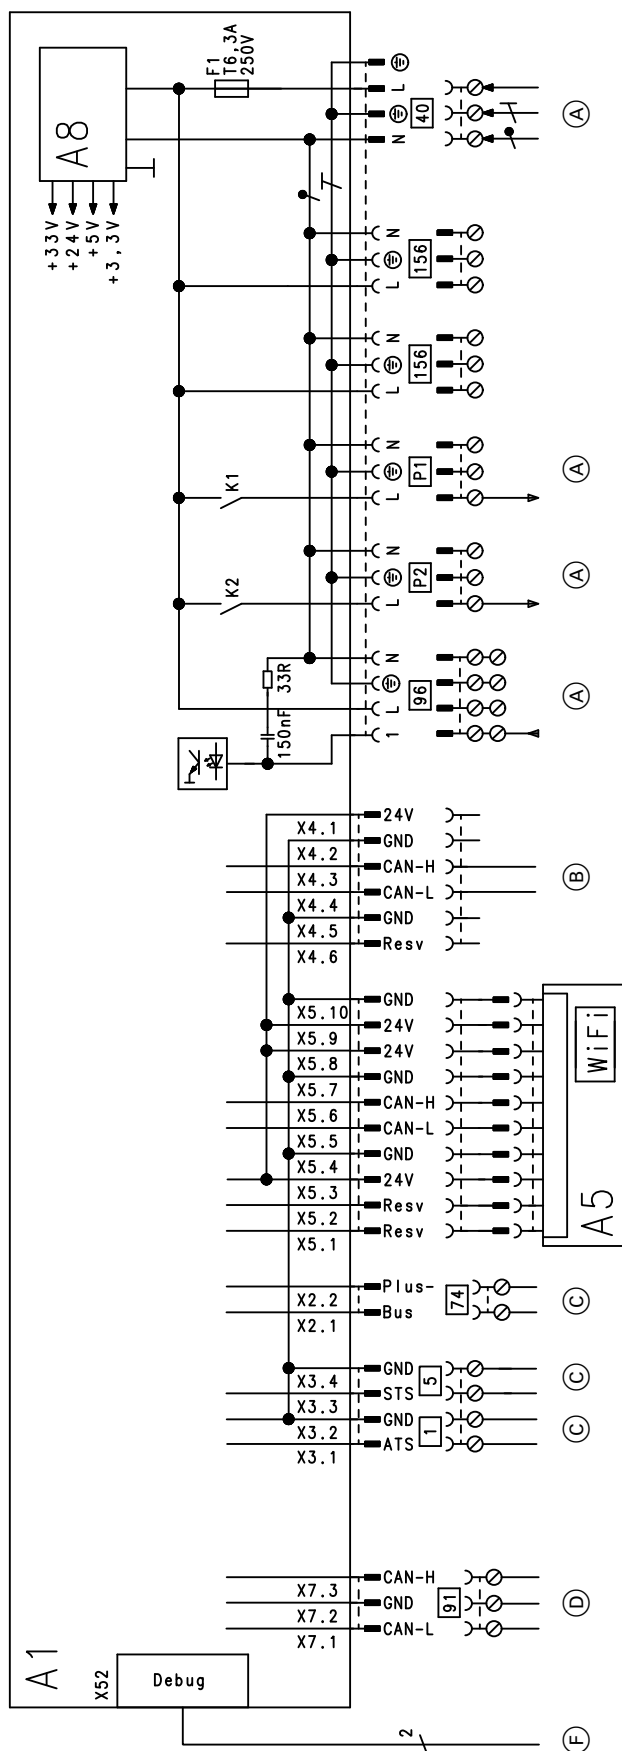 A8
F1
T6,3A
250V
+33V
+24V
+5V
+3,3V
L
40
N
A
N
156
L
N
156
L
K1
N
P1
L
A
K2
N
P2
L
A
33R
150nF
N
96
L
1
A
24V
X4.1
GND
X4.2
CAN-H
X4.3
CAN-L
X4.4
GND
X4.5
Resv
X4.6
B
GND
X5.10
24V
X5.9
24V
X5.8
GND
X5.7
CAN-H
X5.6
CAN-L
X5.5
GND
X5.4
24V
X5.3
Resv
X5.2
Resv
X5.1
WiFi
A5
Plus-
X2.2
Bus
X2.1
74
C
GND
X3.4
STS
X3.3
5
C
GND
X3.2
ATS
X3.1
1
C
CAN-H
X7.3
GND
X7.2
CAN-L
X7.1
91
D
A1
X52
Debug
2
F